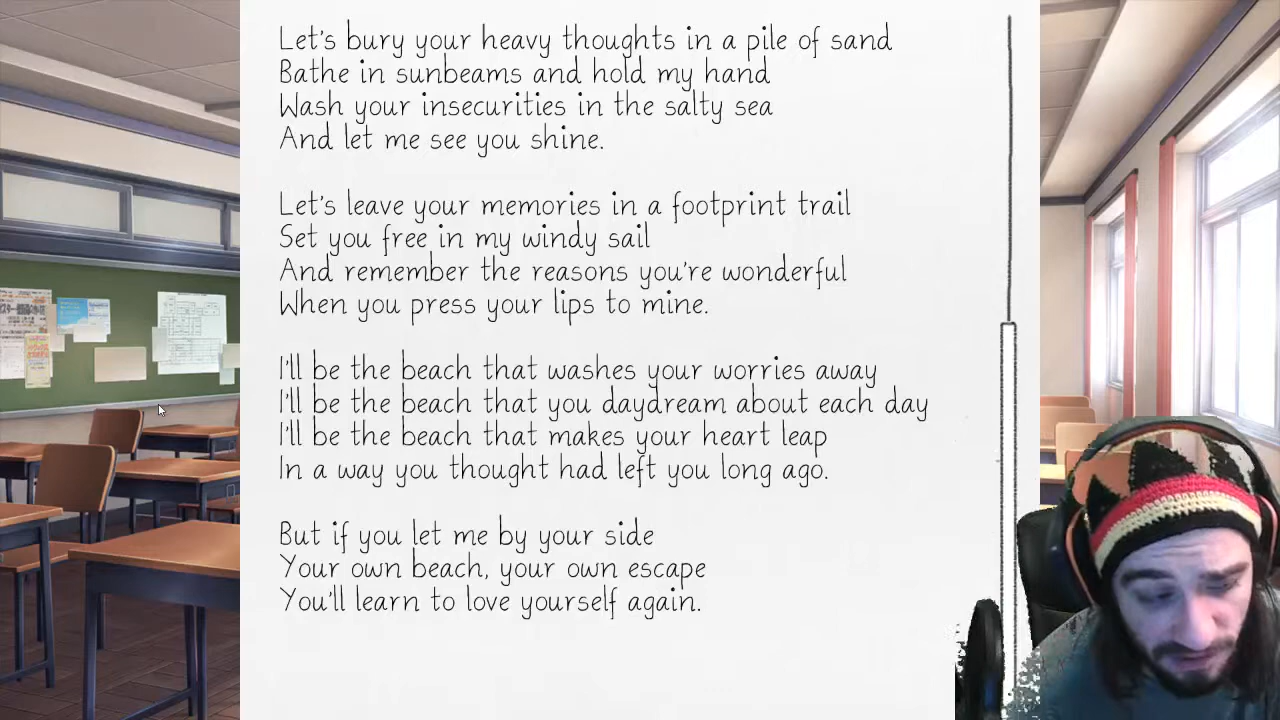 Let's bury your heavy thoughts in a pile of sand
Bathe in sunbeams and hold my hand
Wash your insecurities in the salty sea
And let me see you shine.
Let's leave your memories in a footprint trail
Set you free in my windy sail
And remember the reasons you're wonderful
When you press your lips to mine.
I'll be the beach that washes your worries away
I'll be the beach that you daydream about each day
I'll be the beach that makes your heart leap
In a way you thought had left you long ago.
But if you let me by your side
Your own beach, your own escape
You'll learn to love yourself again.